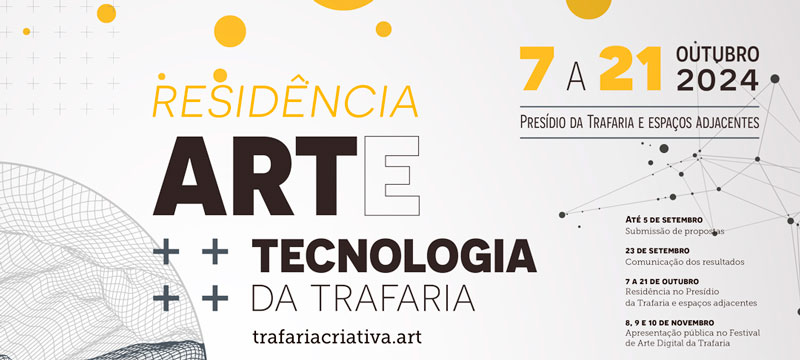 RESIDÊNCIA
ARTE
TECNOLOGIA
DA TRAFARIA
trafariacriativa.art
7 A 21 OUTUBRO 2024
PRESÍDIO DA TRAFARIA E ESPAÇOS ADJACENTES
ATÉ 5 DE SETEMBRO
Submissão de propostas
23 DE SETEMBRO
Comunicação dos resultados
7 A 21 DE OUTUBRO
Residência no Presídio
da Trafaria e espaços adjacentes
8, 9 E 10 DE NOVEMBRO
Apresentação pública no Festival
de Arte Digital da Trafaria